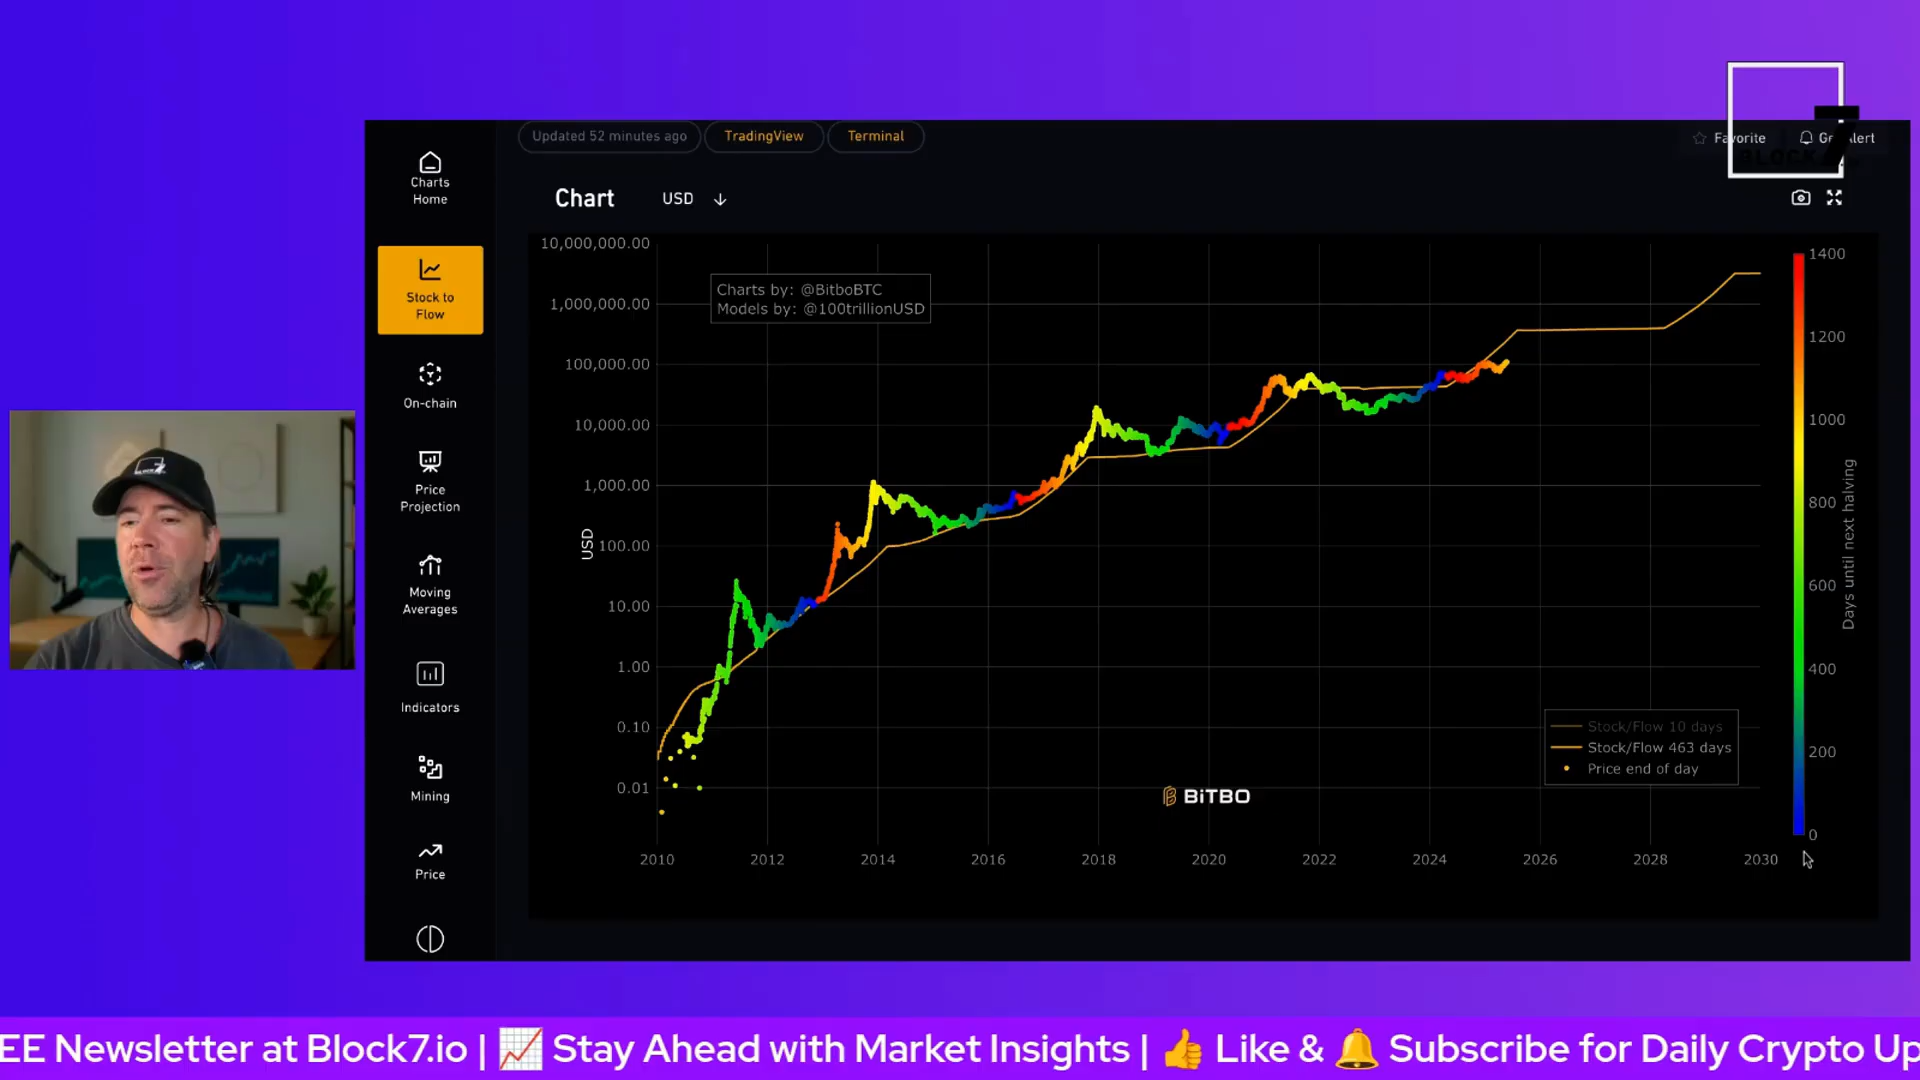 Updated 52 minutes ago
TradingView
Terminal
Favorite
Get Alert
BLOCK
7
Charts
Home
Stock to
Flow
On-chain
Price
Projection
Moving
Averages
Indicators
Mining
Price
Chart
USD
Charts by: @BitboBTC
Models by: @100trillionUSD
10,000,000.00
1,000,000.00
100,000.00
10,000.00
1,000.00
100.00
10.00
1.00
0.10
0.01
USD
2010 2012 2014 2016 2018 2020 2022 2024 2026 2028 2030
Stock/Flow 10 days
Stock/Flow 463 days
Price end of day
BiTBO
1400
1200
1000
800
600
400
200
0
Days until next halving
EE Newsletter at Block7.io | 📈 Stay Ahead with Market Insights | 👍 Like & 🔔 Subscribe for Daily Crypto Up